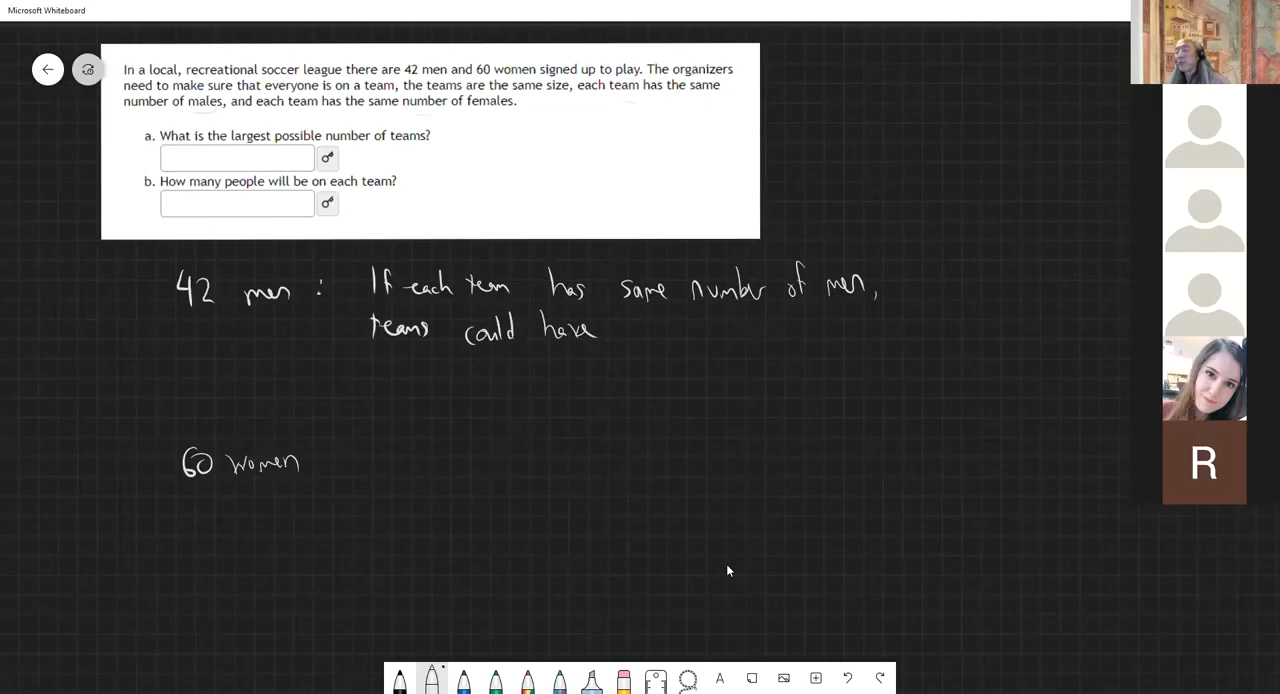 Microsoft Whiteboard
In a local, recreational soccer league there are 42 men and 60 women signed up to play. The organizers
need to make sure that everyone is on a team, the teams are the same size, each team has the same
number of males, and each team has the same number of females.
a. What is the largest possible number of teams?
b. How many people will be on each team?
42 men : If each team has same number of men,
teams could have
60 women
R
A